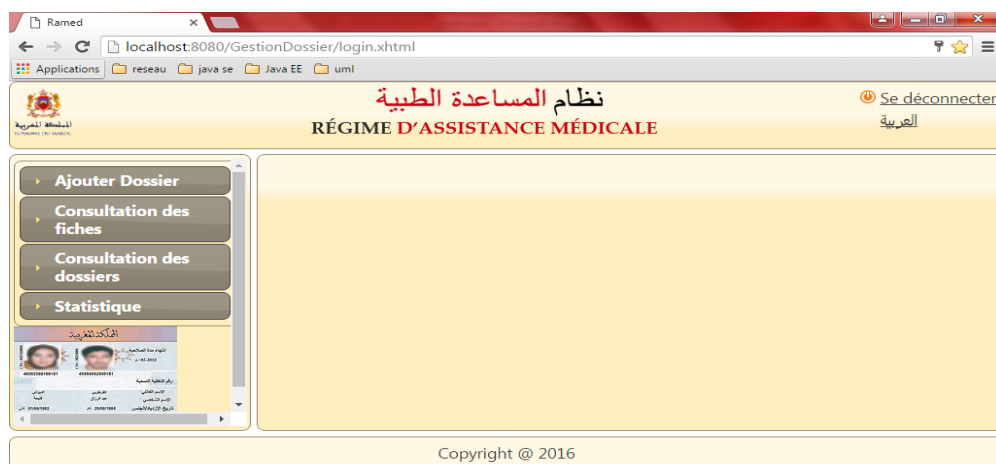 Ramed
localhost:8080/GestionDossier/login.xhtml
Applications reseau java se Java EE uml
نظام المساعدة الطبية
RÉGIME D'ASSISTANCE MÉDICALE
المملكة المغربية
ROYAUME DU MAROC
Se déconnecter
العربية
Ajouter Dossier
Consultation des
fiches
Consultation des
dossiers
Statistique
المملكة المغربية
Copyright @ 2016